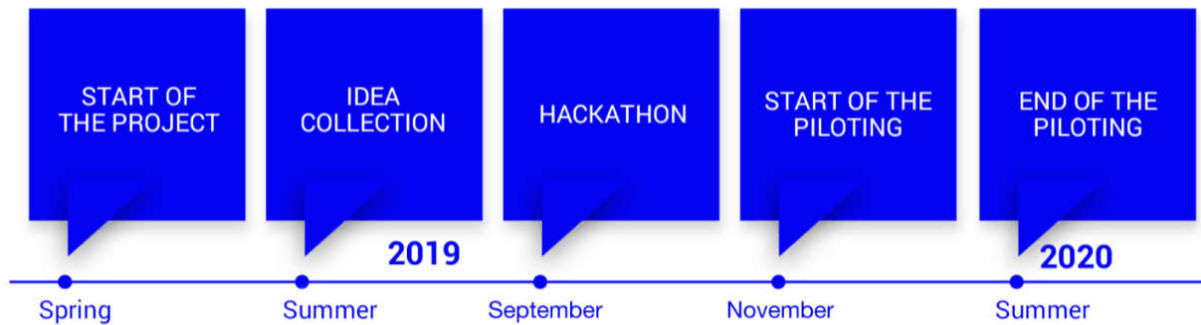 START OF
THE PROJECT
IDEA
COLLECTION
HACKATHON
START OF THE
PILOTING
END OF THE
PILOTING
2019
2020
Spring
Summer
September
November
Summer